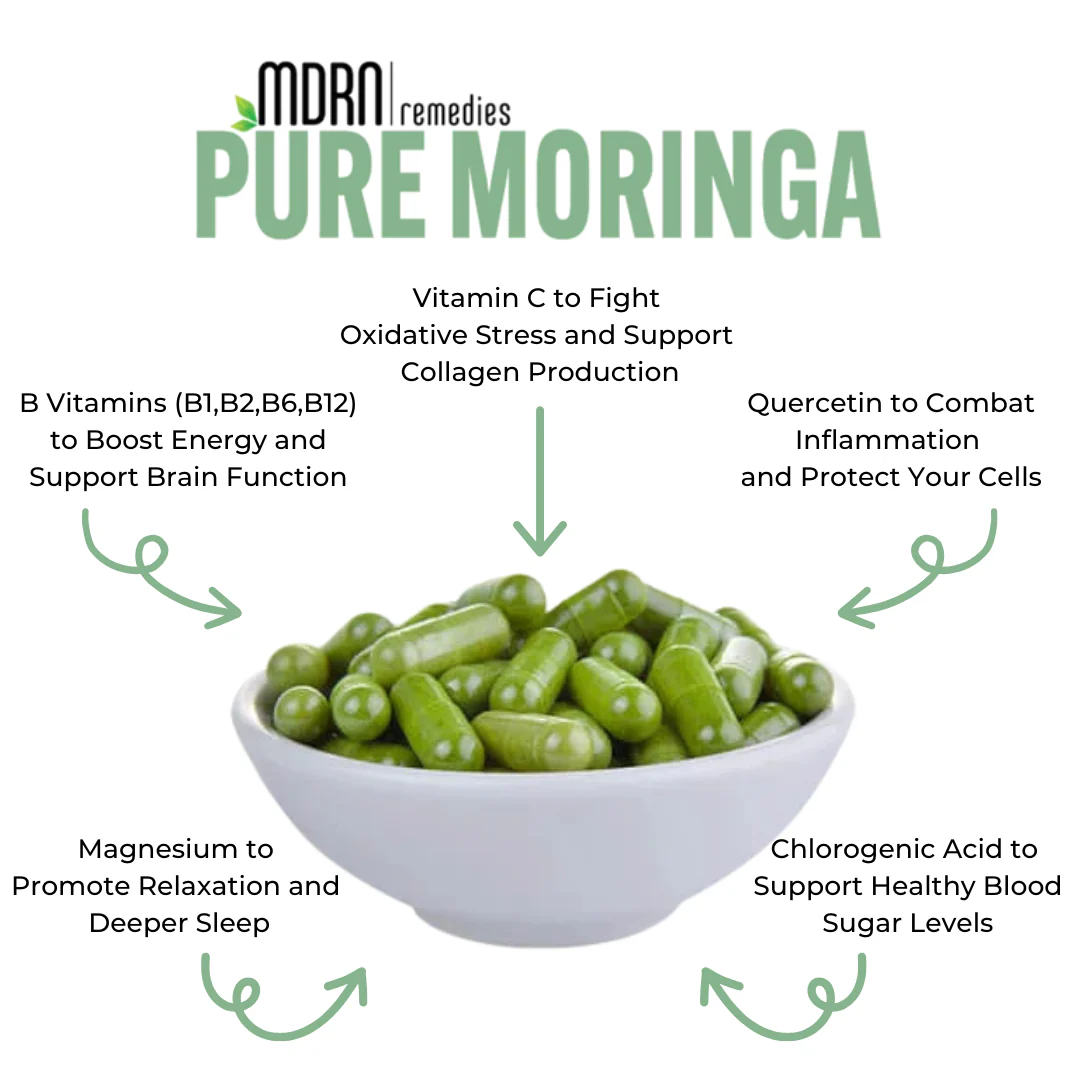 MDRN remedies
PURE MORINGA
Vitamin C to Fight
Oxidative Stress and Support
Collagen Production
B Vitamins (B1,B2,B6,B12)
to Boost Energy and
Support Brain Function
Quercetin to Combat
Inflammation
and Protect Your Cells
Magnesium to
Promote Relaxation and
Deeper Sleep
Chlorogenic Acid to
Support Healthy Blood
Sugar Levels